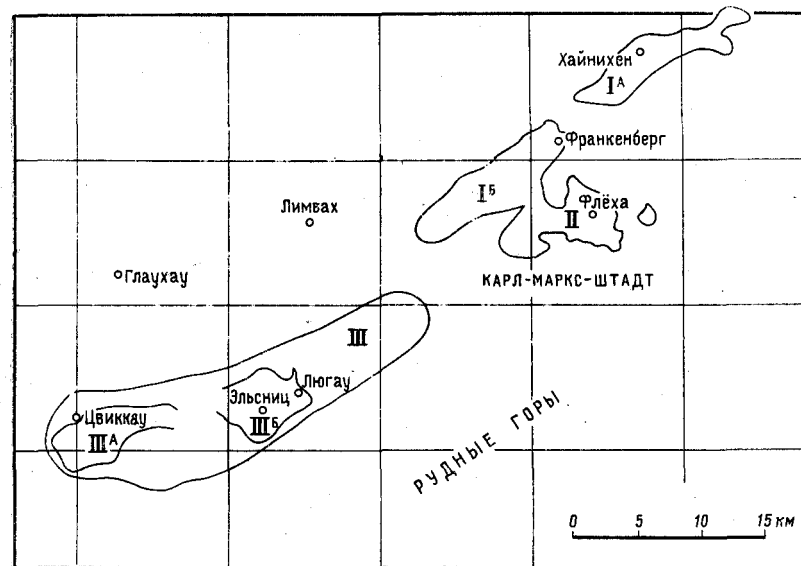 Хайнихен
IА
Франкенберг
IБ
Флёха
II
Лимбах
Глаухау
КАРЛ-МАРКС-ШТАДТ
III
Люгау
Эльсниц
IIIБ
Цвиккау
IIIА
РУДНЫЕ ГОРЫ
0 5 10 15 км